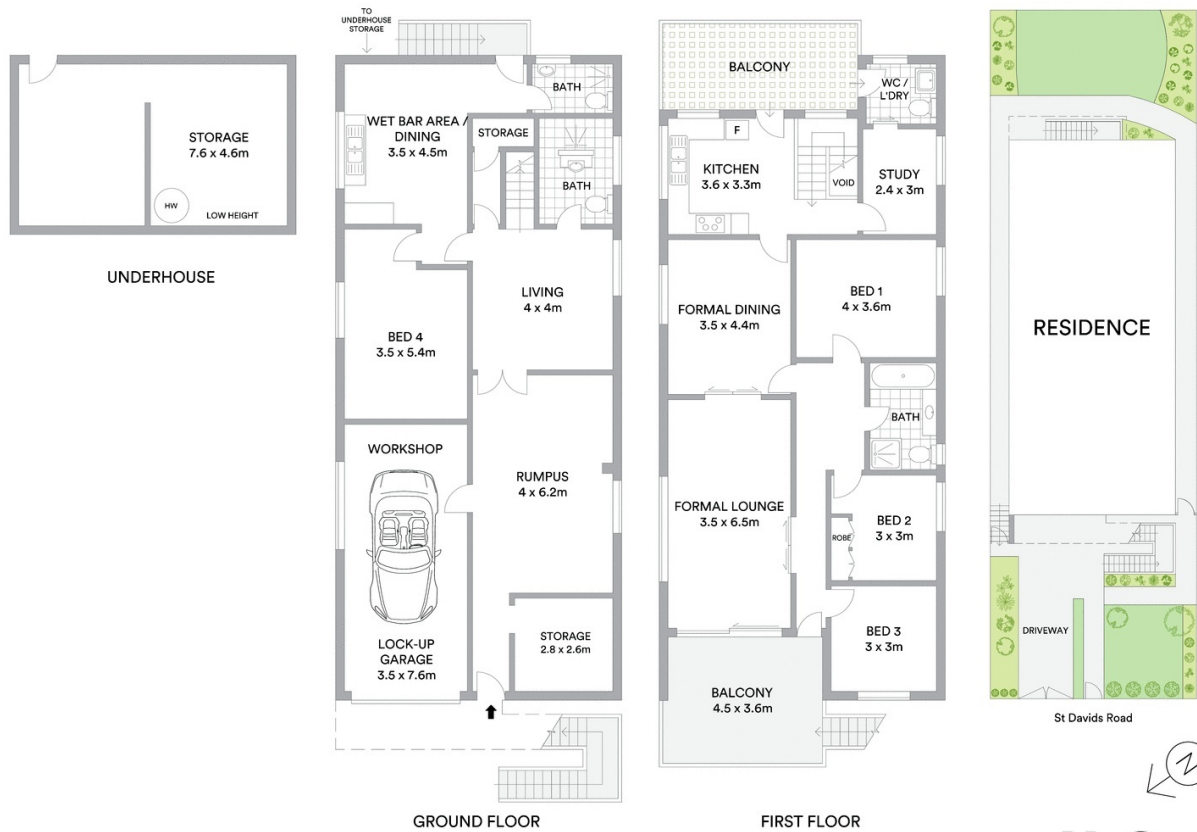 TO
UNDERHOUSE
STORAGE
STORAGE
7.6 x 4.6m
HW
LOW HEIGHT
UNDERHOUSE
BATH
WET BAR AREA /
DINING
3.5 x 4.5m
STORAGE
BATH
LIVING
4 x 4m
BED 4
3.5 x 5.4m
WORKSHOP
RUMPUS
4 x 6.2m
LOCK-UP
GARAGE
3.5 x 7.6m
STORAGE
2.8 x 2.6m
GROUND FLOOR
BALCONY
WC /
L'DRY
F
KITCHEN
3.6 x 3.3m
VOID
STUDY
2.4 x 3m
FORMAL DINING
3.5 x 4.4m
BED 1
4 x 3.6m
BATH
FORMAL LOUNGE
3.5 x 6.5m
ROBE
BED 2
3 x 3m
BED 3
3 x 3m
BALCONY
4.5 x 3.6m
FIRST FLOOR
RESIDENCE
DRIVEWAY
St Davids Road
N